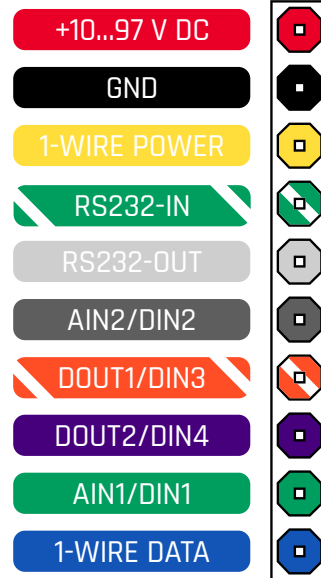 +10...97 V DC
GND
1-WIRE POWER
RS232-IN
RS232-OUT
AIN2/DIN2
DOUT1/DIN3
DOUT2/DIN4
AIN1/DIN1
1-WIRE DATA